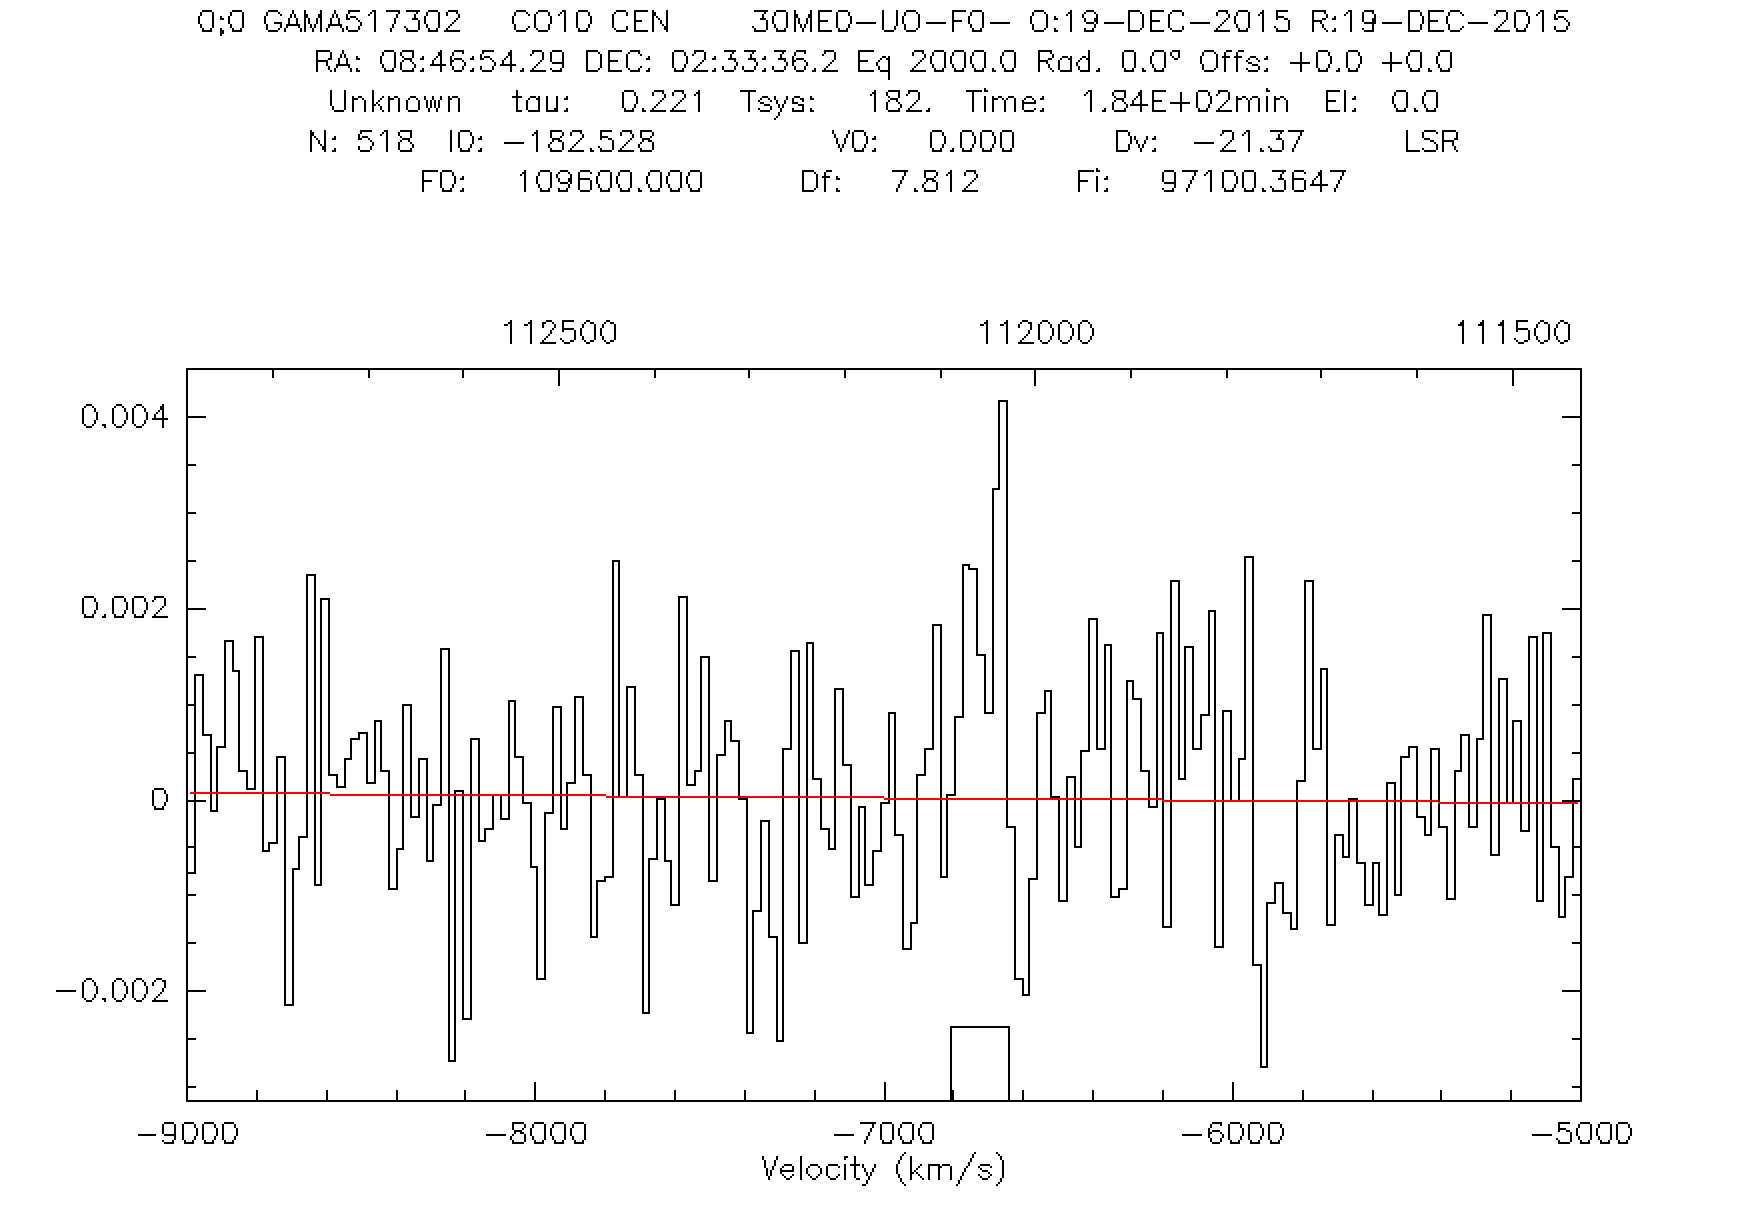 0;0 GAMA517302 CO10 CEN 30ME0-UO-F0- O:19-DEC-2015 R:19-DEC-2015
RA: 08:46:54.29 DEC: 02:33:36.2 Eq 2000.0 Rad. 0.0° Offs: +0.0 +0.0
Unknown tau: 0.221 Tsys: 182. Time: 1.84E+02min El: 0.0
N: 518 I0: -182.528 V0: 0.000 Dv: -21.37 LSR
F0: 109600.000 Df: 7.812 Fi: 97100.3647
112500 112000 111500
0.004
0.002
0
-0.002
-9000 -8000 -7000 -6000 -5000
Velocity (km/s)